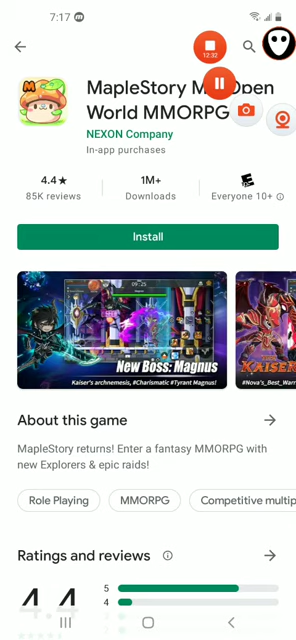 7:17
12:32
MapleStory M Open
World MMORPG
NEXON Company
In-app purchases
4.4★
85K reviews
1M+
Downloads
E
Everyone 10+
Install
09:25
New Boss: Magnus
Kaiser's archnemesis, #Charismatic #Tyrant Magnus!
KAISER
#Nova's_Best_Warr
About this game
MapleStory returns! Enter a fantasy MMORPG with
new Explorers & epic raids!
Role Playing
MMORPG
Competitive multip
Ratings and reviews
4.4
5
4